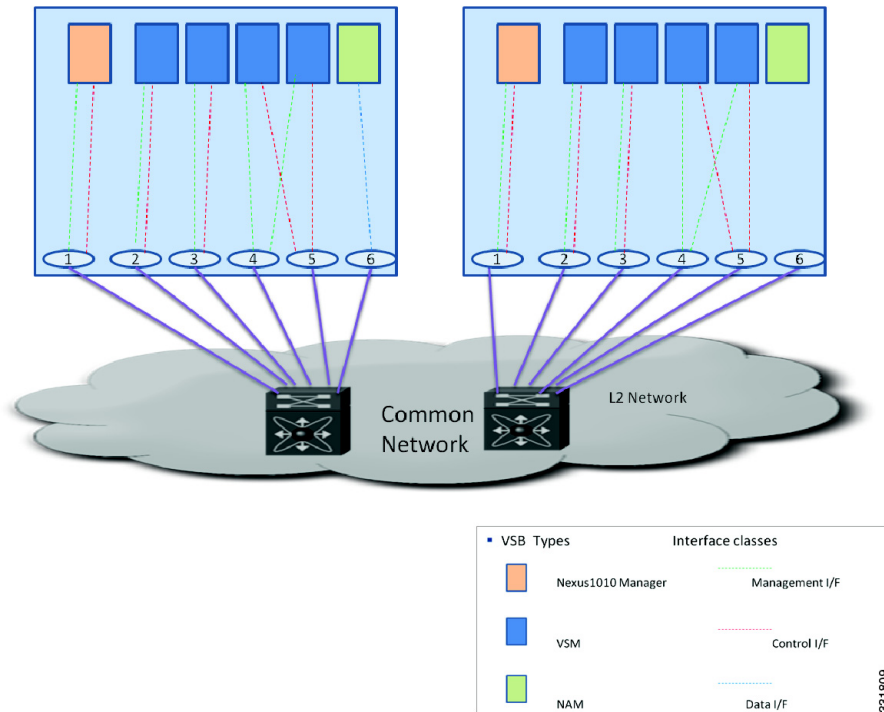 1 2 3 4 5 6
1 2 3 4 5 6
Common
Network
L2 Network
VSB Types Interface classes
Nexus1010 Manager Management I/F
VSM Control I/F
NAM Data I/F